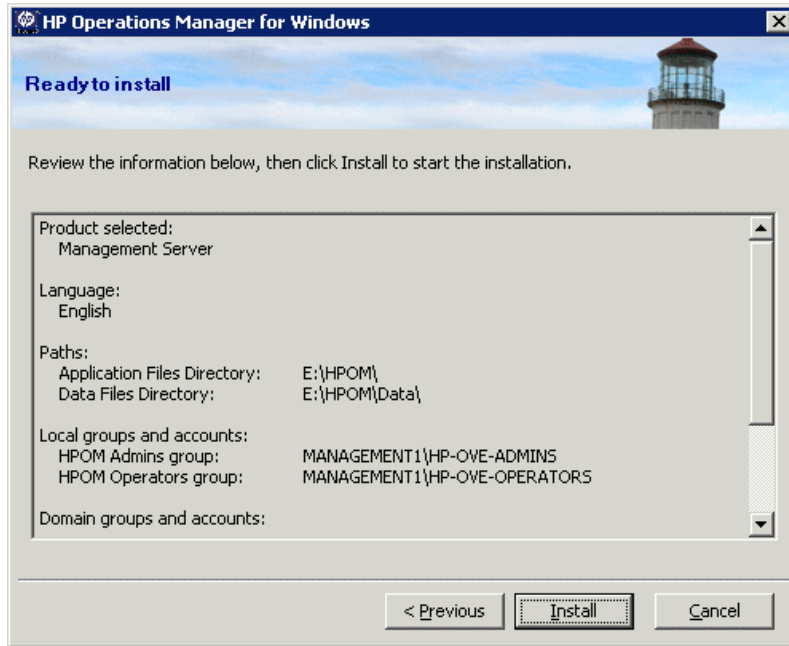 HP Operations Manager for Windows
Ready to install
Review the information below, then click Install to start the installation.
Product selected:
Management Server
Language:
English
Paths:
Application Files Directory: E:\HPOM\
Data Files Directory: E:\HPOM\Data\
Local groups and accounts:
HPOM Admins group: MANAGEMENT1\HP-OVE-ADMINS
HPOM Operators group: MANAGEMENT1\HP-OVE-OPERATORS
Domain groups and accounts:
< Previous Install Cancel